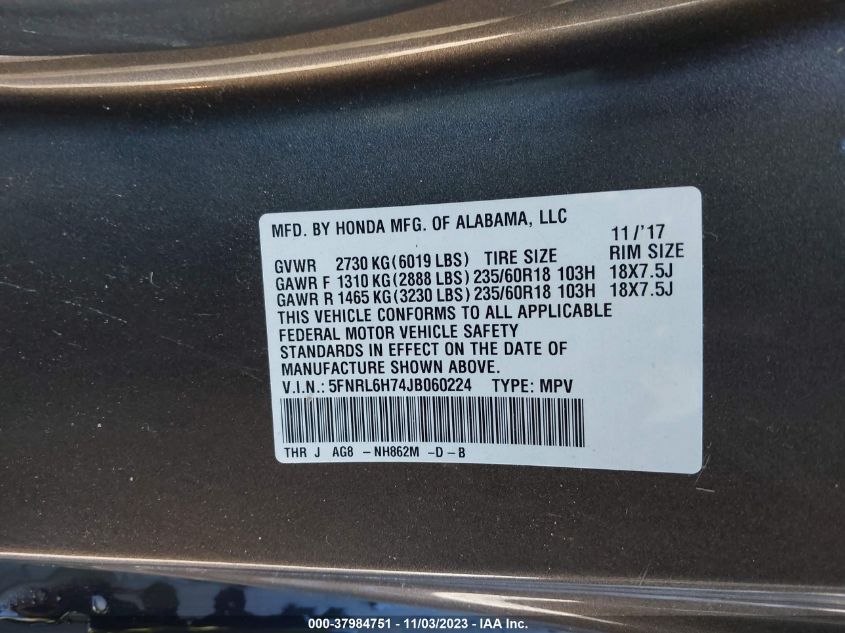 MFD. BY HONDA MFG. OF ALABAMA, LLC
11/'17
GVWR 2730 KG(6019 LBS) TIRE SIZE RIM SIZE
GAWR F 1310 KG(2888 LBS) 235/60R18 103H 18X7.5J
GAWR R 1465 KG(3230 LBS) 235/60R18 103H 18X7.5J
THIS VEHICLE CONFORMS TO ALL APPLICABLE
FEDERAL MOTOR VEHICLE SAFETY
STANDARDS IN EFFECT ON THE DATE OF
MANUFACTURE SHOWN ABOVE.
V.I.N.: 5FNRL6H74JB060224 TYPE: MPV
THR J AG8 -NH862M -D-B
000-37984751 - 11/03/2023 - IAA Inc.